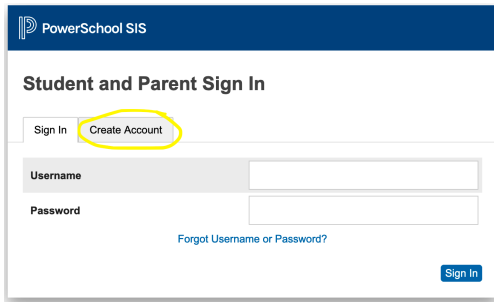 PowerSchool SIS
Student and Parent Sign In
Sign In
Create Account
Username
Password
Forgot Username or Password?
Sign In